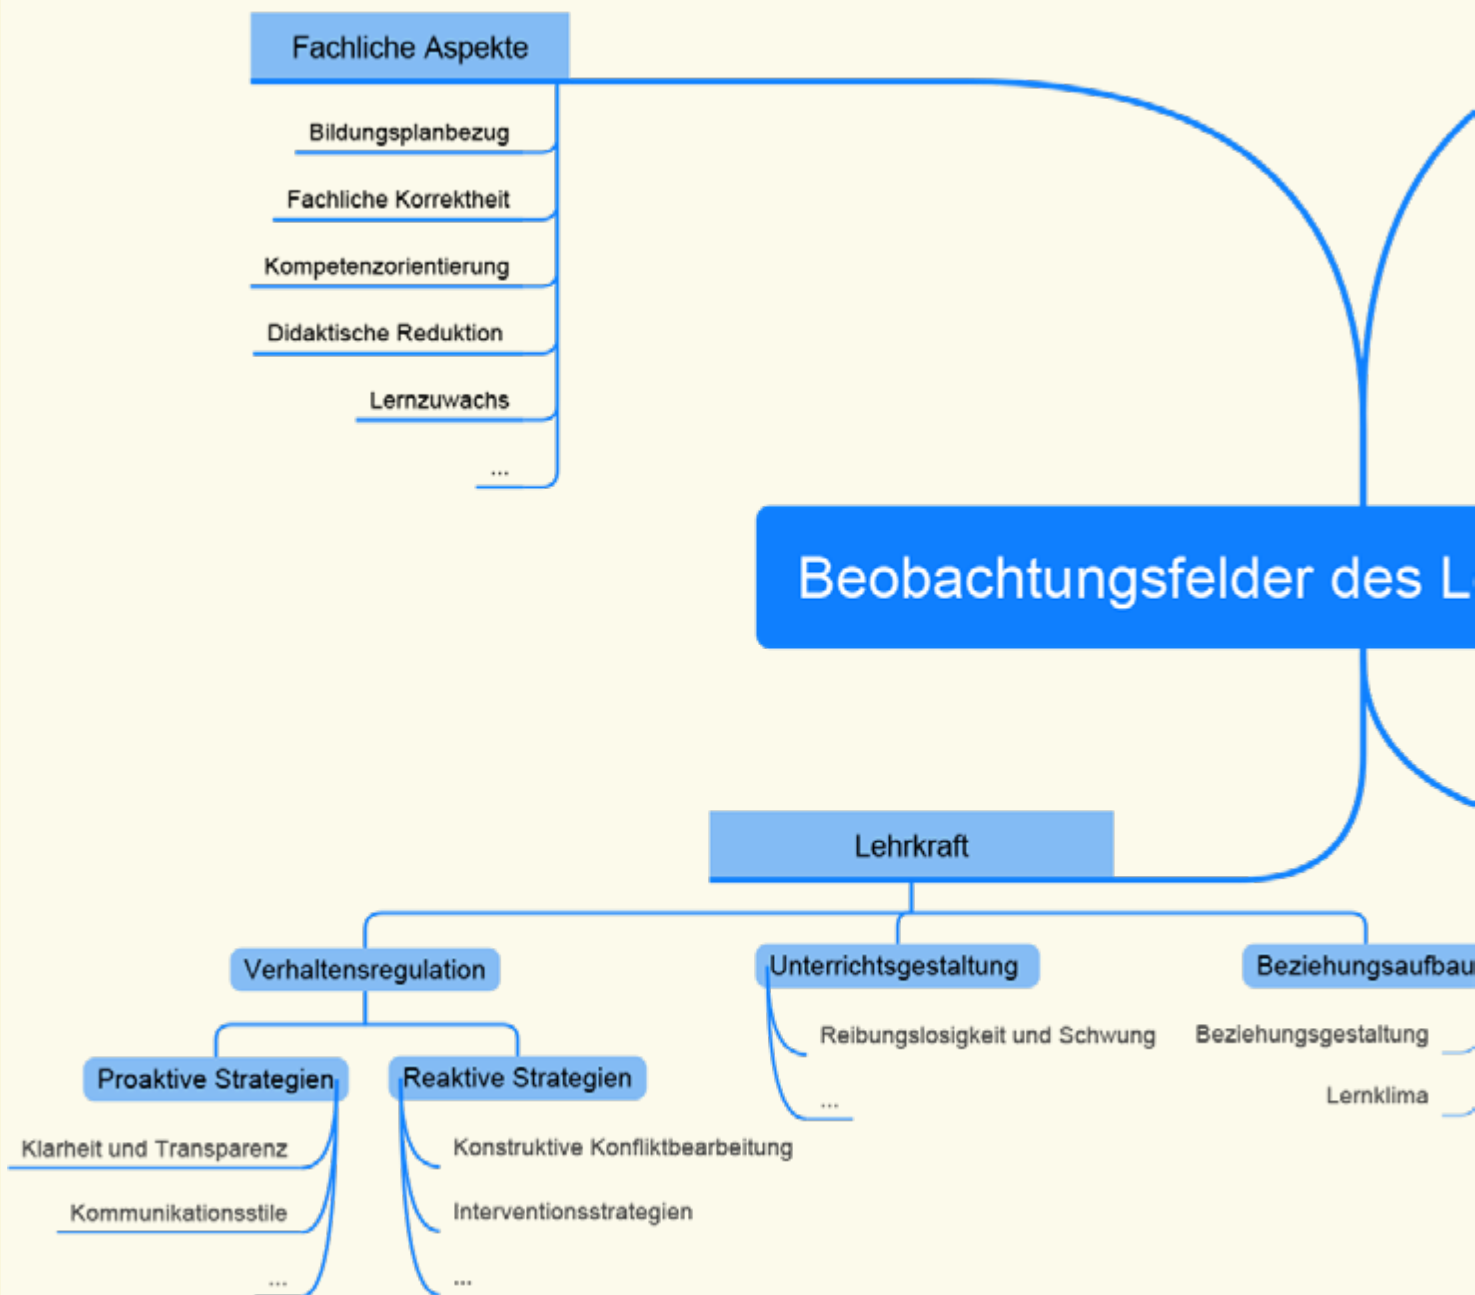 Fachliche Aspekte
Bildungsplanbezug
Fachliche Korrektheit
Kompetenzorientierung
Didaktische Reduktion
Lernzuwachs
...
Beobachtungsfelder des
Lehrkraft
Verhaltensregulation
Unterrichtsgestaltung
Beziehungsaufbau
Reibungslosigkeit und Schwung
...
Beziehungsgestaltung
Lernklima
Proaktive Strategien
Reaktive Strategien
Klarheit und Transparenz
Kommunikationsstile
...
Konstruktive Konfliktbearbeitung
Interventionsstrategien
...